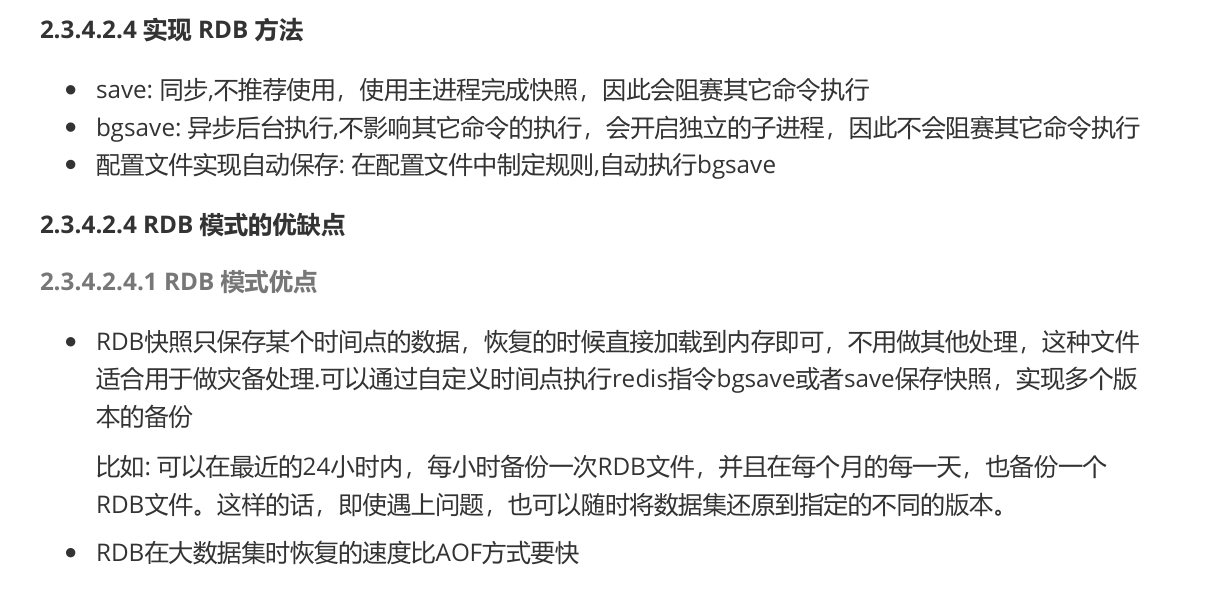 2.3.4.2.4 实现 RDB 方法
save: 同步,不推荐使用，使用主进程完成快照，因此会阻赛其它命令执行
bgsave: 异步后台执行,不影响其它命令的执行，会开启独立的子进程，因此不会阻赛其它命令执行
配置文件实现自动保存: 在配置文件中制定规则,自动执行bgsave
2.3.4.2.4 RDB 模式的优缺点
2.3.4.2.4.1 RDB 模式优点
RDB快照只保存某个时间点的数据，恢复的时候直接加载到内存即可，不用做其他处理，这种文件
适合用于做灾备处理.可以通过自定义时间点执行redis指令bgsave或者save保存快照，实现多个版
本的备份
比如: 可以在最近的24小时内，每小时备份一次RDB文件，并且在每个月的每一天，也备份一个
RDB文件。这样的话，即使遇上问题，也可以随时将数据集还原到指定的不同的版本。
RDB在大数据集时恢复的速度比AOF方式要快